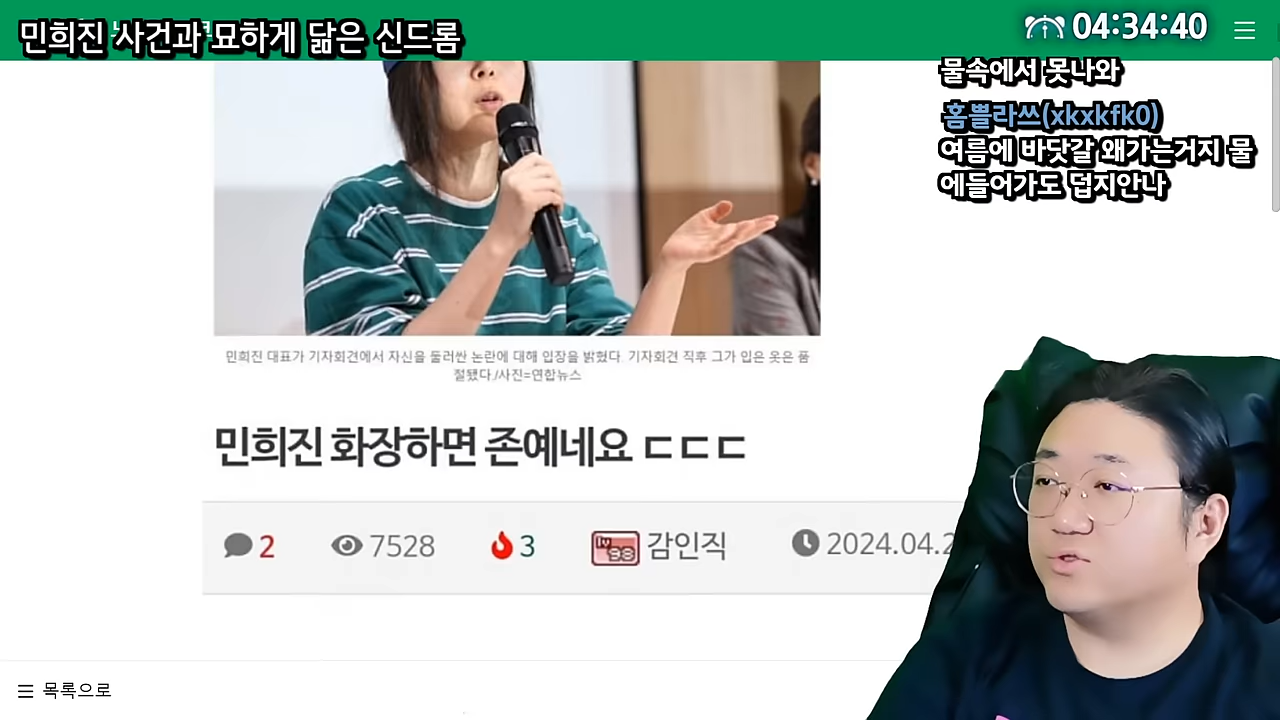 민희진 사건과 묘하게 닮은 신드롬
04:34:40
물속에서 못나와
홈쁠라쓰(xkxkfk0)
여름에 바닷갈 왜가는거지 물
에들어가도 덥지안나
민희진 대표가 기자회견에서 자신을 둘러싼 논란에 대해 입장을 밝혔다. 기자회견 직후 그가 입은 옷은 품
절됐다./사진=연합뉴스
민희진 화장하면 존예네요 ㄷㄷㄷ
2 7528 3 lv 98 감인직 2024.04.2
목록으로